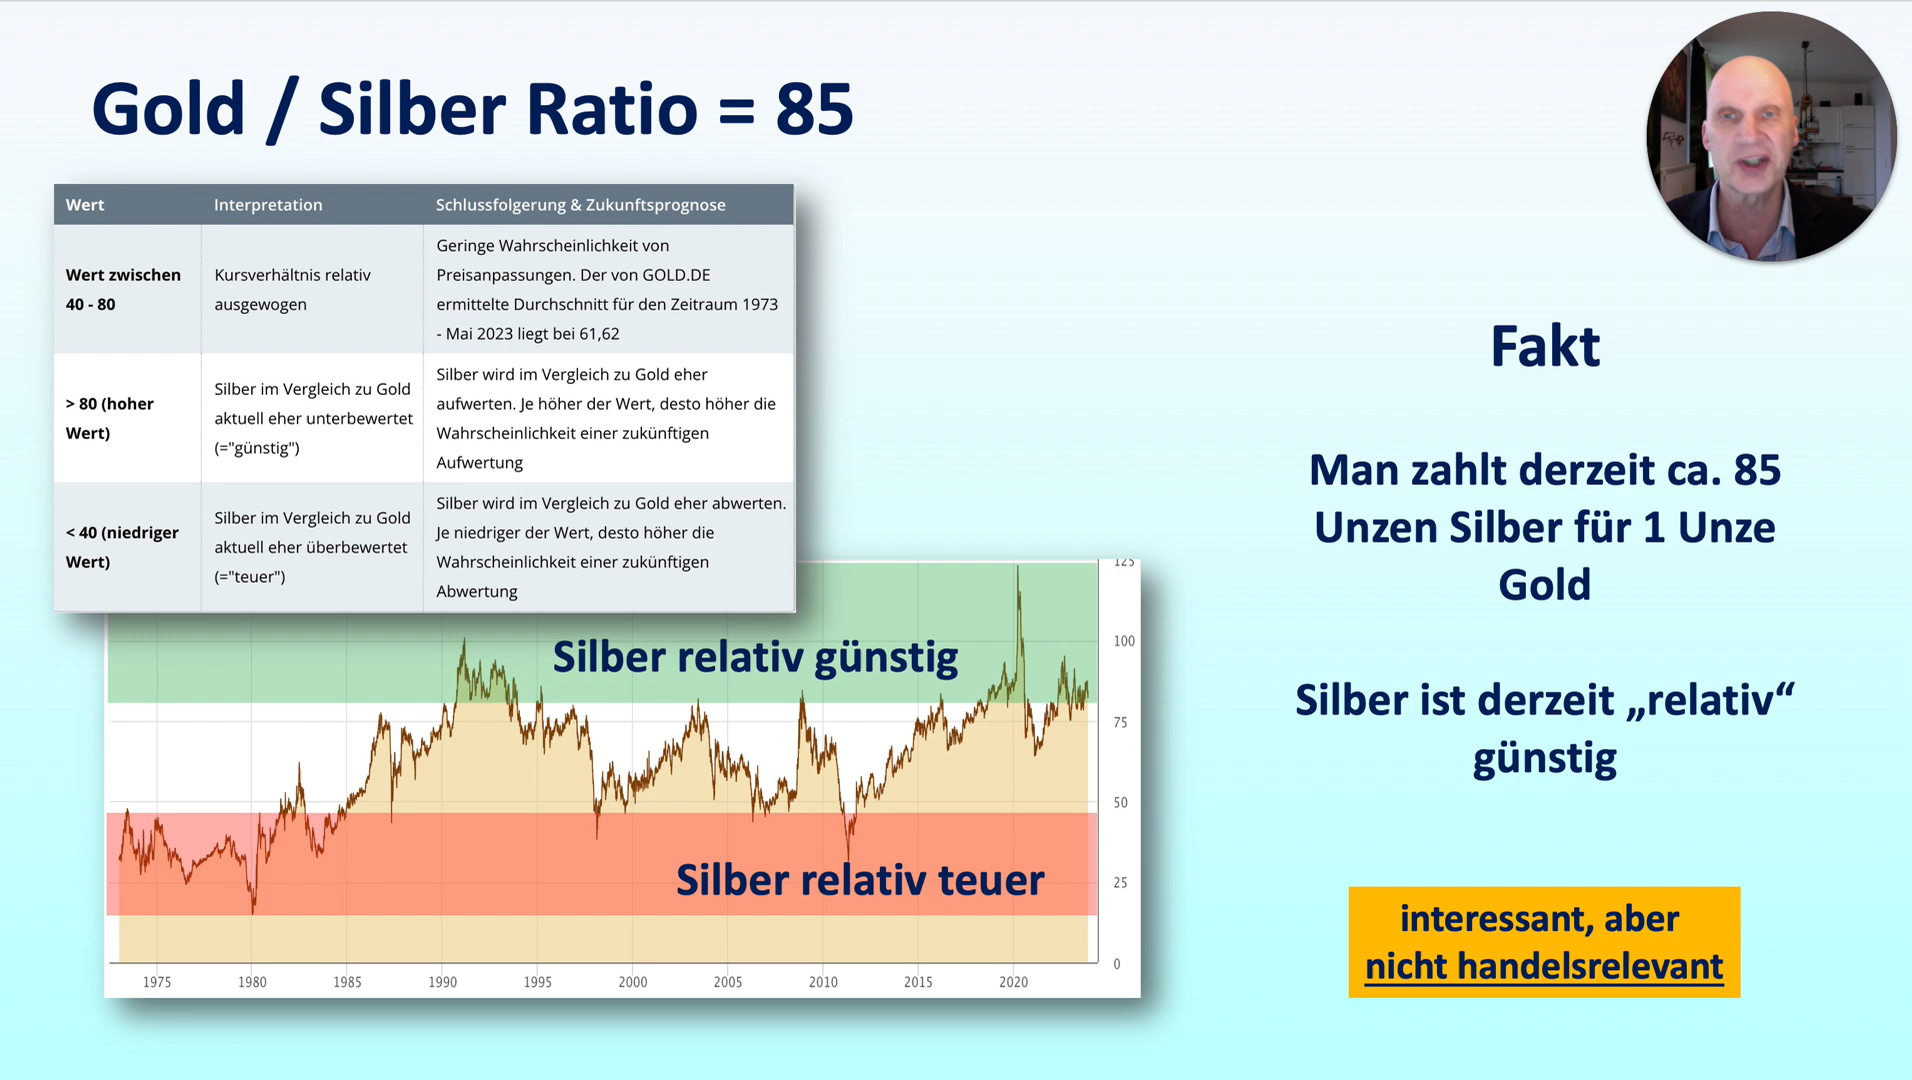 Gold / Silber Ratio = 85
Wert
Interpretation
Schlussfolgerung & Zukunftsprognose
Wert zwischen
40 - 80
Kursverhältnis relativ
ausgewogen
Geringe Wahrscheinlichkeit von
Preisanpassungen. Der von GOLD.DE
ermittelte Durchschnitt für den Zeitraum 1973
- Mai 2023 liegt bei 61,62
> 80 (hoher
Wert)
Silber im Vergleich zu Gold
aktuell eher unterbewertet
(="günstig")
Silber wird im Vergleich zu Gold eher
aufwerten. Je höher der Wert, desto höher die
Wahrscheinlichkeit einer zukünftigen
Aufwertung
< 40 (niedriger
Wert)
Silber im Vergleich zu Gold
aktuell eher überbewertet
(="teuer")
Silber wird im Vergleich zu Gold eher abwerten.
Je niedriger der Wert, desto höher die
Wahrscheinlichkeit einer zukünftigen
Abwertung
Silber relativ günstig
Silber relativ teuer
125
100
75
50
25
0
1975 1980 1985 1990 1995 2000 2005 2010 2015 2020
Fakt
Man zahlt derzeit ca. 85
Unzen Silber für 1 Unze
Gold
Silber ist derzeit „relativ“
günstig
interessant, aber
nicht handelsrelevant